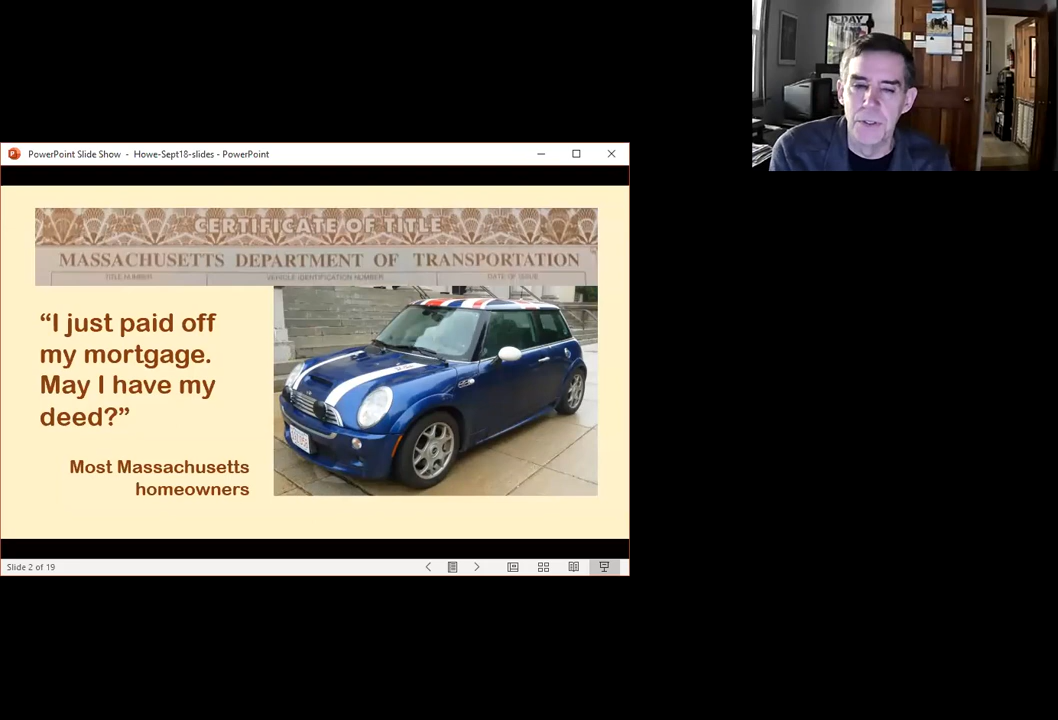 PowerPoint Slide Show - Howe-Sept18-slides - PowerPoint
CERTIFICATE OF TITLE
MASSACHUSETTS DEPARTMENT OF TRANSPORTATION
TITLE NUMBER VEHICLE IDENTIFICATION NUMBER DATE OF ISSUE
“I just paid off
my mortgage.
May I have my
deed?”
Most Massachusetts
homeowners
Slide 2 of 19